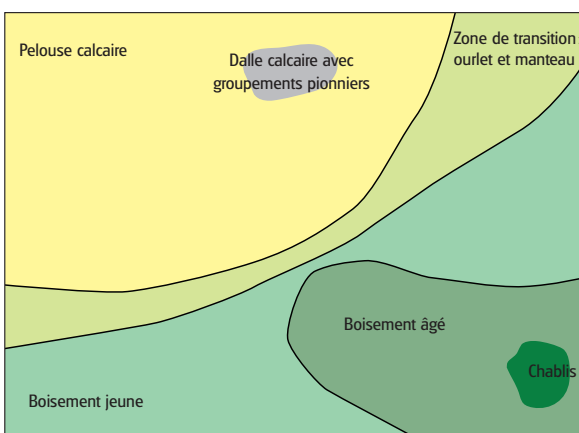 Pelouse calcaire
Dalle calcaire avec
groupements pionniers
Zone de transition
ourlet et manteau
Boisement âgé
Chablis
Boisement jeune